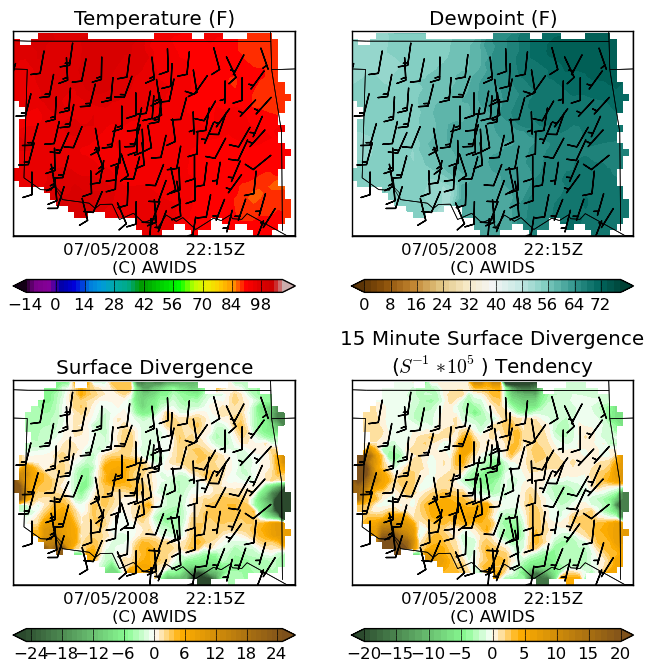 Temperature (F)
Dewpoint (F)
07/05/2008 22:15Z
(C) AWIDS
07/05/2008 22:15Z
(C) AWIDS
−14 0 14 28 42 56 70 84 98
0 8 16 24 32 40 48 56 64 72
Surface Divergence
15 Minute Surface Divergence
(S⁻¹ *10⁵ ) Tendency
07/05/2008 22:15Z
(C) AWIDS
07/05/2008 22:15Z
(C) AWIDS
−24 −18 −12 −6 0 6 12 18 24
−20 −15 −10 −5 0 5 10 15 20